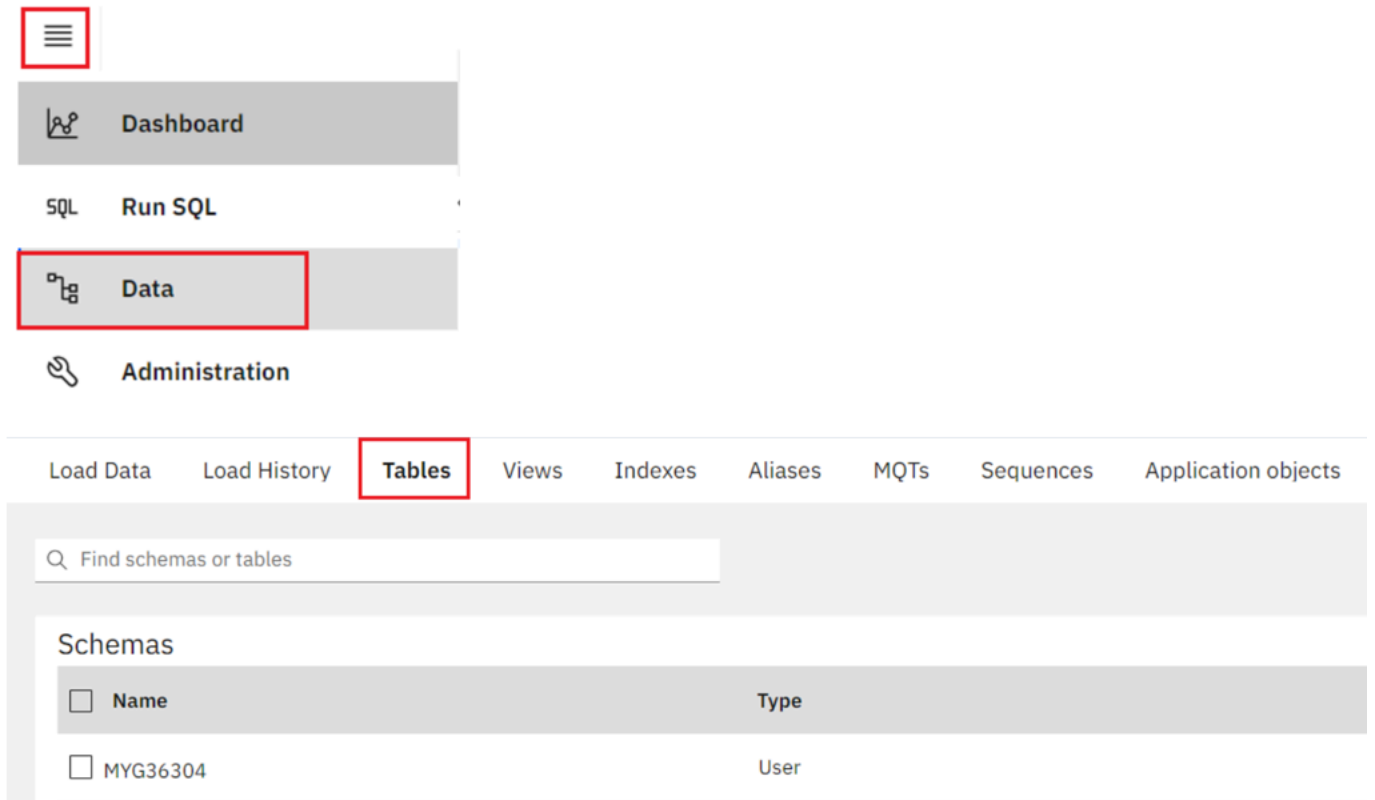 Dashboard
SQL Run SQL
Data
Administration
Load Data Load History Tables Views Indexes Aliases MQTs Sequences Application objects
Find schemas or tables
Schemas
Name Type
MYG36304 User